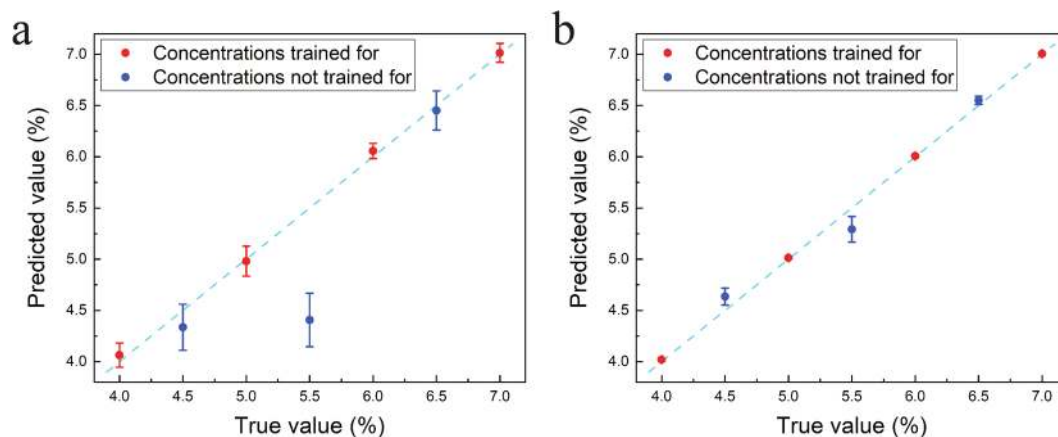 a
Concentrations trained for
Concentrations not trained for
7.0
6.5
6.0
5.5
5.0
4.5
4.0
Predicted value (%)
4.0 4.5 5.0 5.5 6.0 6.5 7.0
True value (%)
b
Concentrations trained for
Concentrations not trained for
7.0
6.5
6.0
5.5
5.0
4.5
4.0
Predicted value (%)
4.0 4.5 5.0 5.5 6.0 6.5 7.0
True value (%)